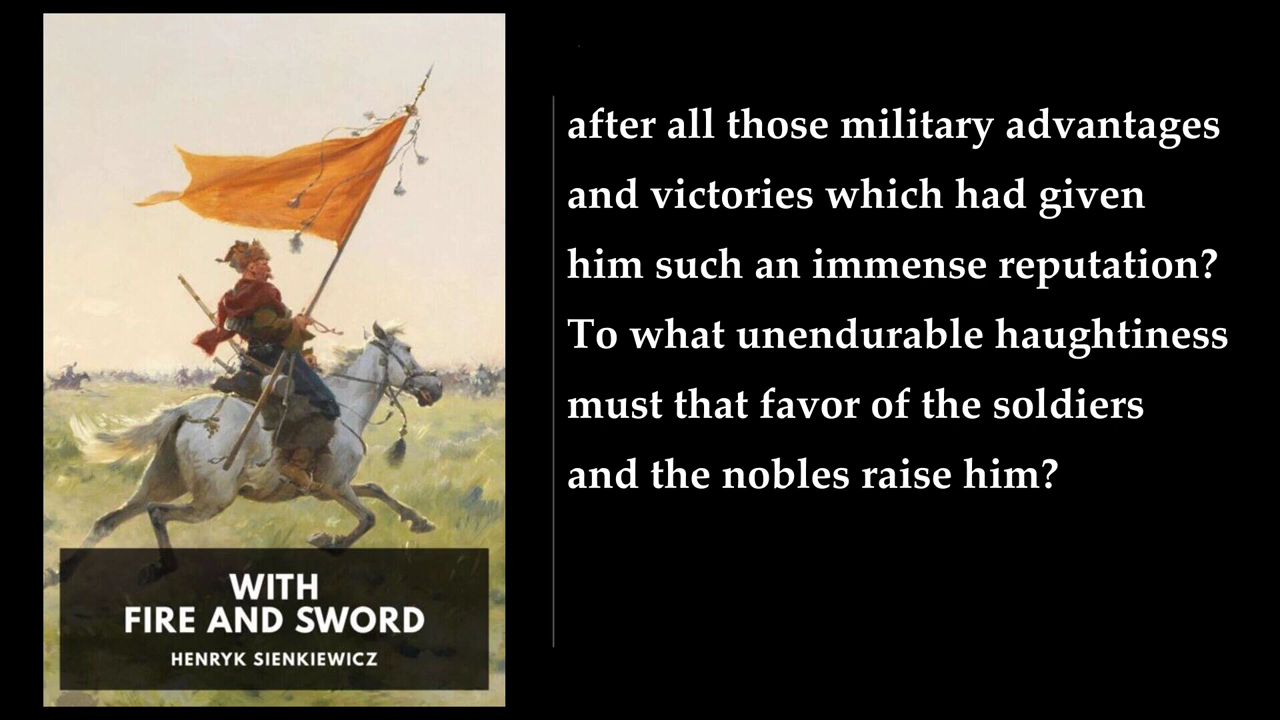 WITH
FIRE AND SWORD
HENRYK SIENKIEWICZ
after all those military advantages
and victories which had given
him such an immense reputation?
To what unendurable haughtiness
must that favor of the soldiers
and the nobles raise him?